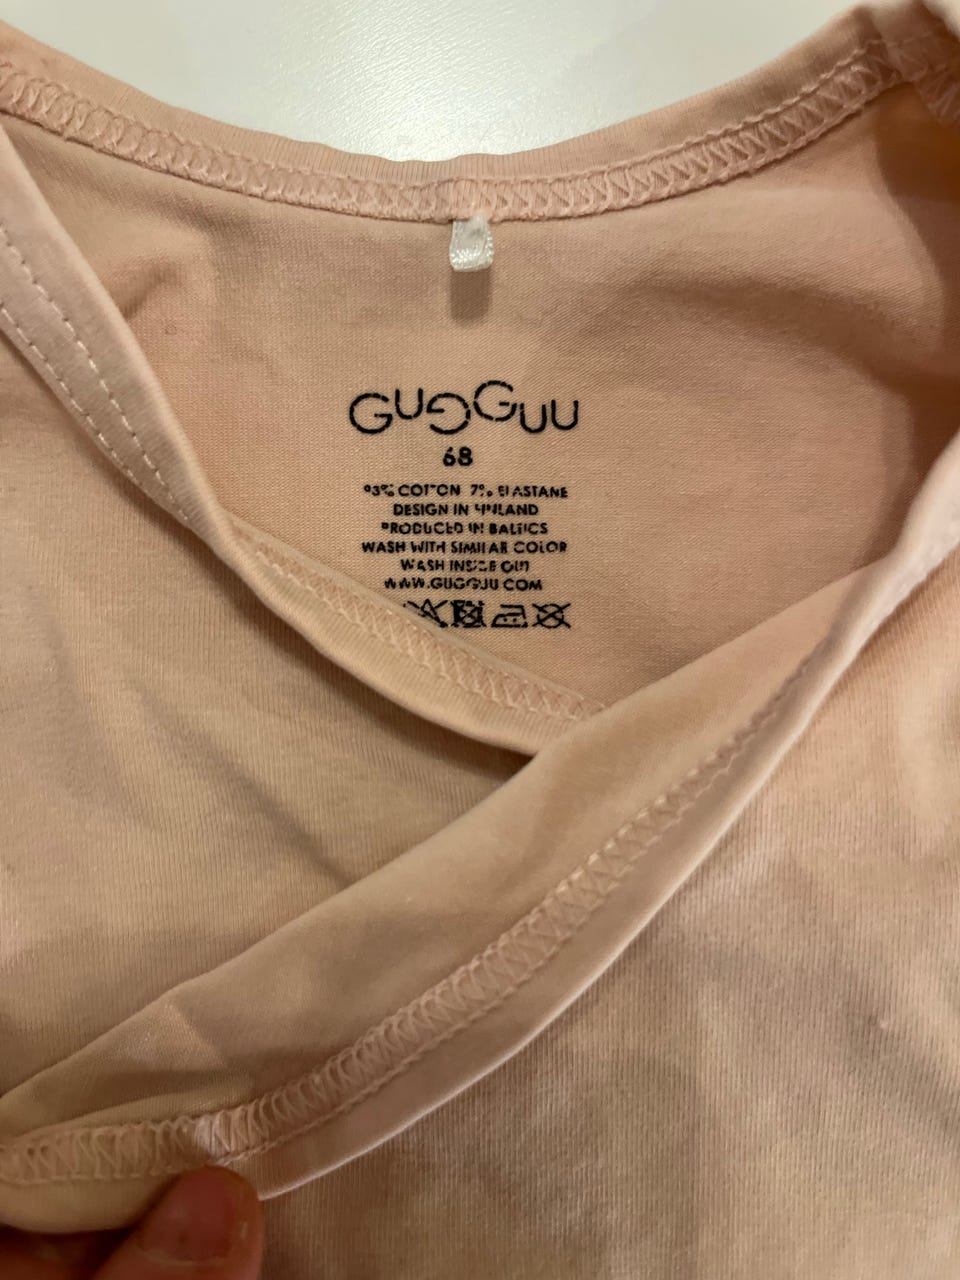 GUGGUU
68
93% COTTON 7% ELASTANE
DESIGN IN FINLAND
PRODUCED IN BALTICS
WASH WITH SIMILAR COLOR
WASH INSIDE OUT
WWW.GUGGUU.COM